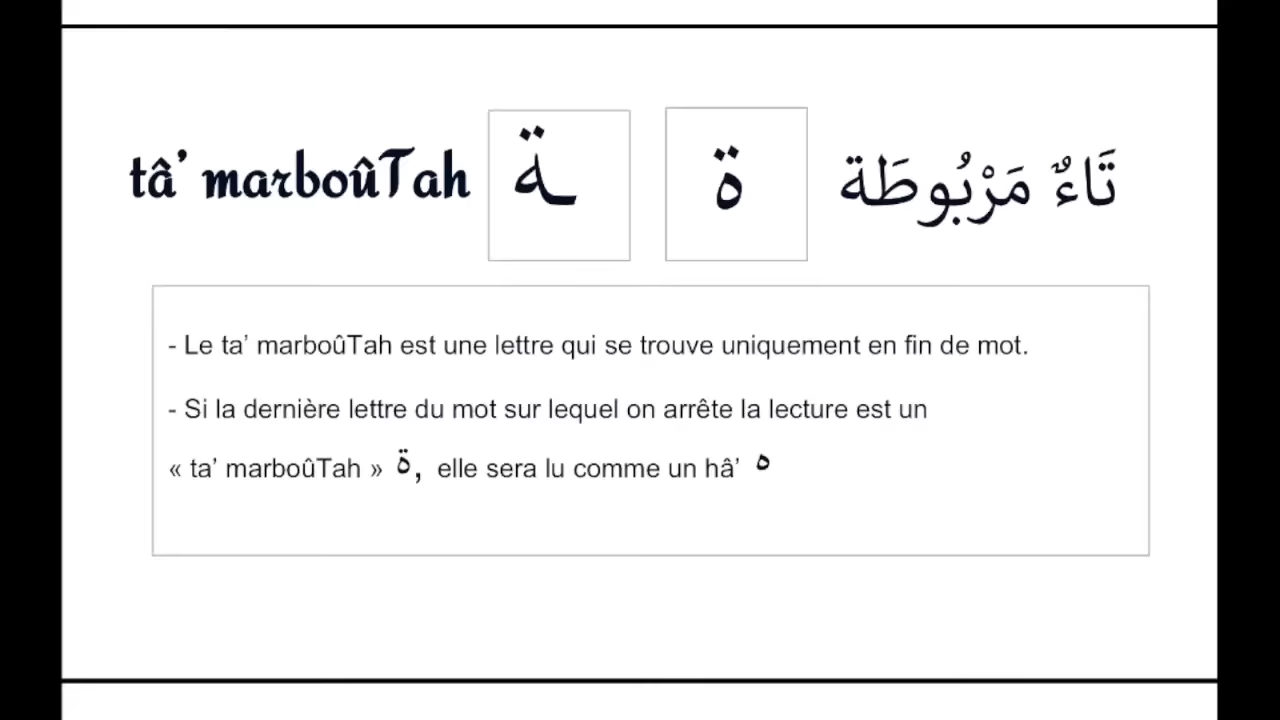 tâ’ marboûTah ـة ة تَاءٌ مَرْبُوطَة
- Le ta’ marboûTah est une lettre qui se trouve uniquement en fin de mot.
- Si la dernière lettre du mot sur lequel on arrête la lecture est un
« ta’ marboûTah » ة, elle sera lu comme un hâ’ ه